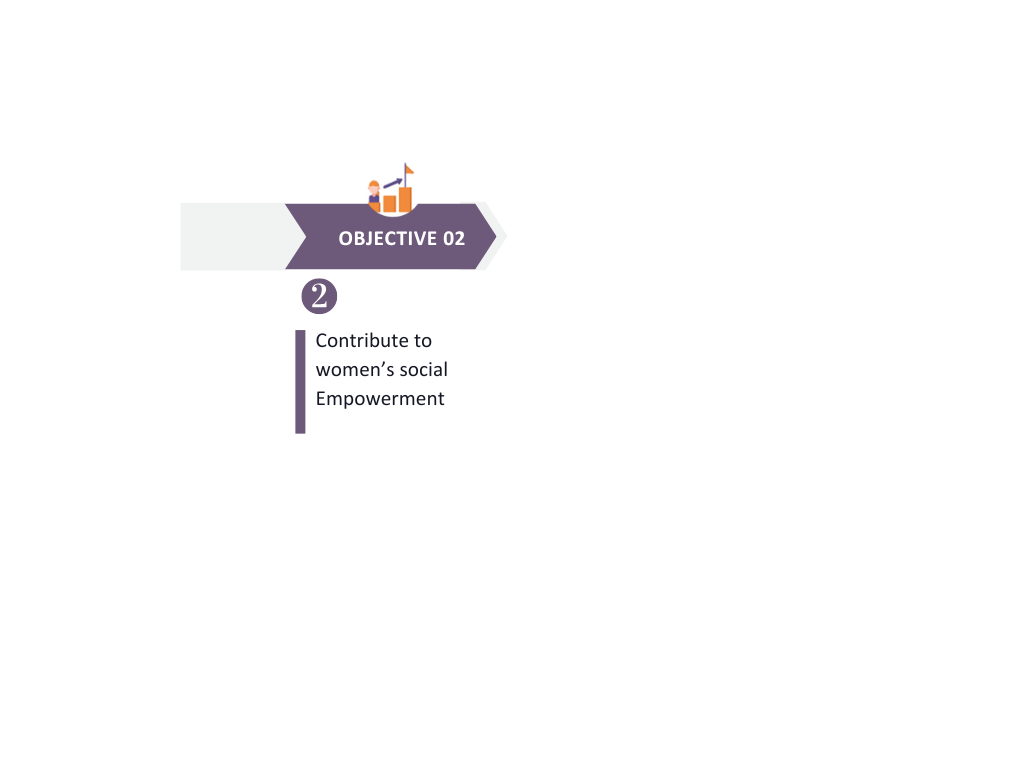 OBJECTIVE 02
2
Contribute to
women’s social
Empowerment